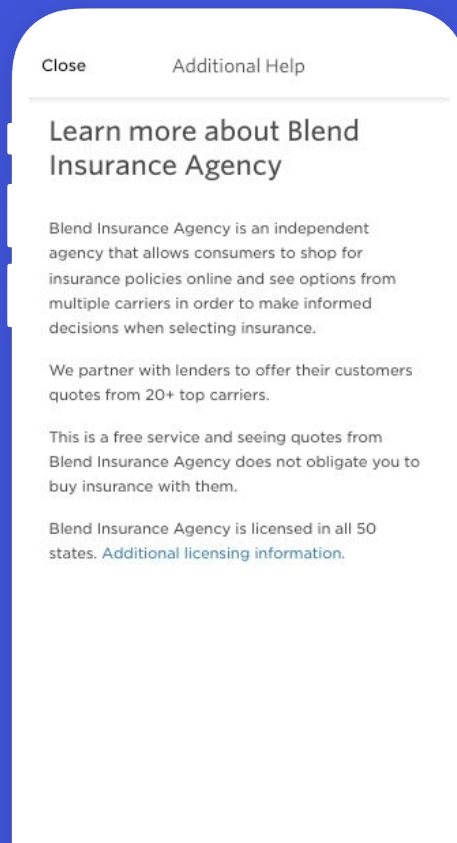 Close
Additional Help
Learn more about Blend
Insurance Agency
Blend Insurance Agency is an independent
agency that allows consumers to shop for
insurance policies online and see options from
multiple carriers in order to make informed
decisions when selecting insurance.
We partner with lenders to offer their customers
quotes from 20+ top carriers.
This is a free service and seeing quotes from
Blend Insurance Agency does not obligate you to
buy insurance with them.
Blend Insurance Agency is licensed in all 50
states. Additional licensing information.